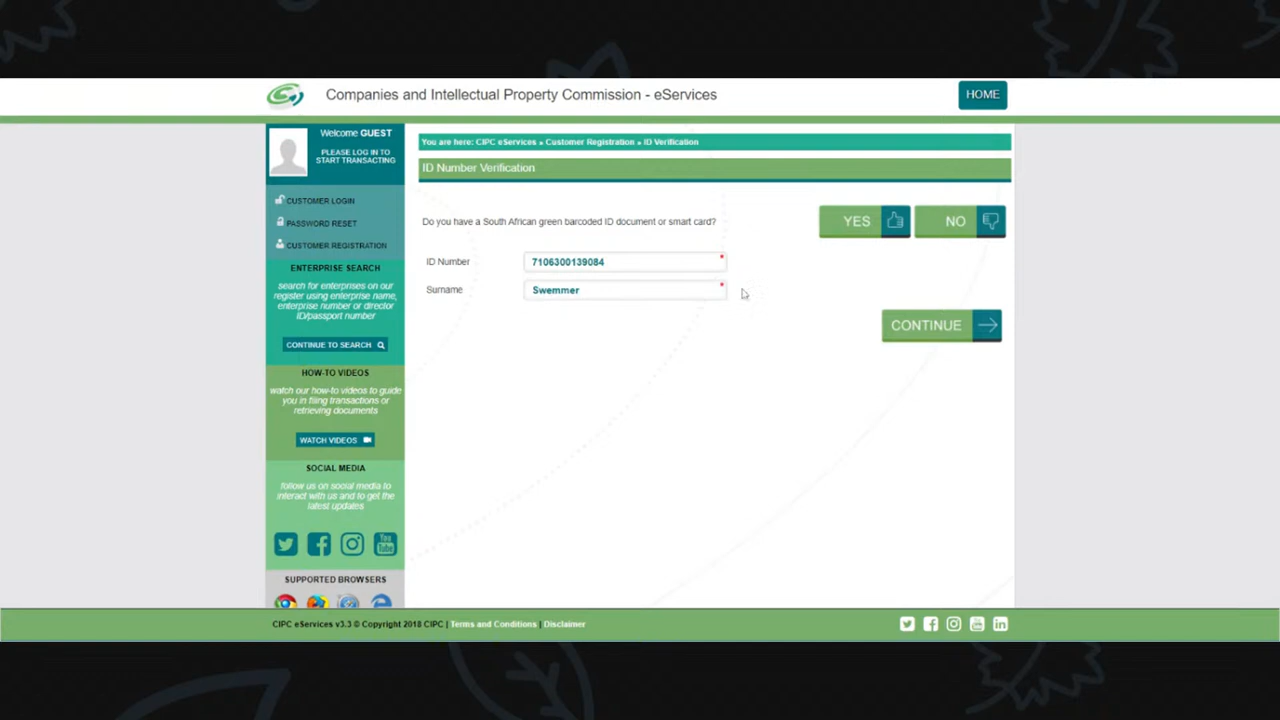 Companies and Intellectual Property Commission - eServices
HOME
Welcome GUEST
PLEASE LOG IN TO
START TRANSACTING
CUSTOMER LOGIN
PASSWORD RESET
CUSTOMER REGISTRATION
ENTERPRISE SEARCH
search for enterprises on our
register using enterprise name,
enterprise number or director
ID/passport number
CONTINUE TO SEARCH
HOW-TO VIDEOS
watch our how-to videos to guide
you in filing transactions or
retrieving documents
WATCH VIDEOS
SOCIAL MEDIA
follow us on social media to
interact with us and to get the
latest updates
You Tube
SUPPORTED BROWSERS
You are here: CIPC eServices » Customer Registration » ID Verification
ID Number Verification
Do you have a South African green barcoded ID document or smart card?
YES
NO
ID Number
7106300139084
*
Surname
Swemmer
*
CONTINUE
CIPC eServices v3.3 © Copyright 2018 CIPC | Terms and Conditions | Disclaimer